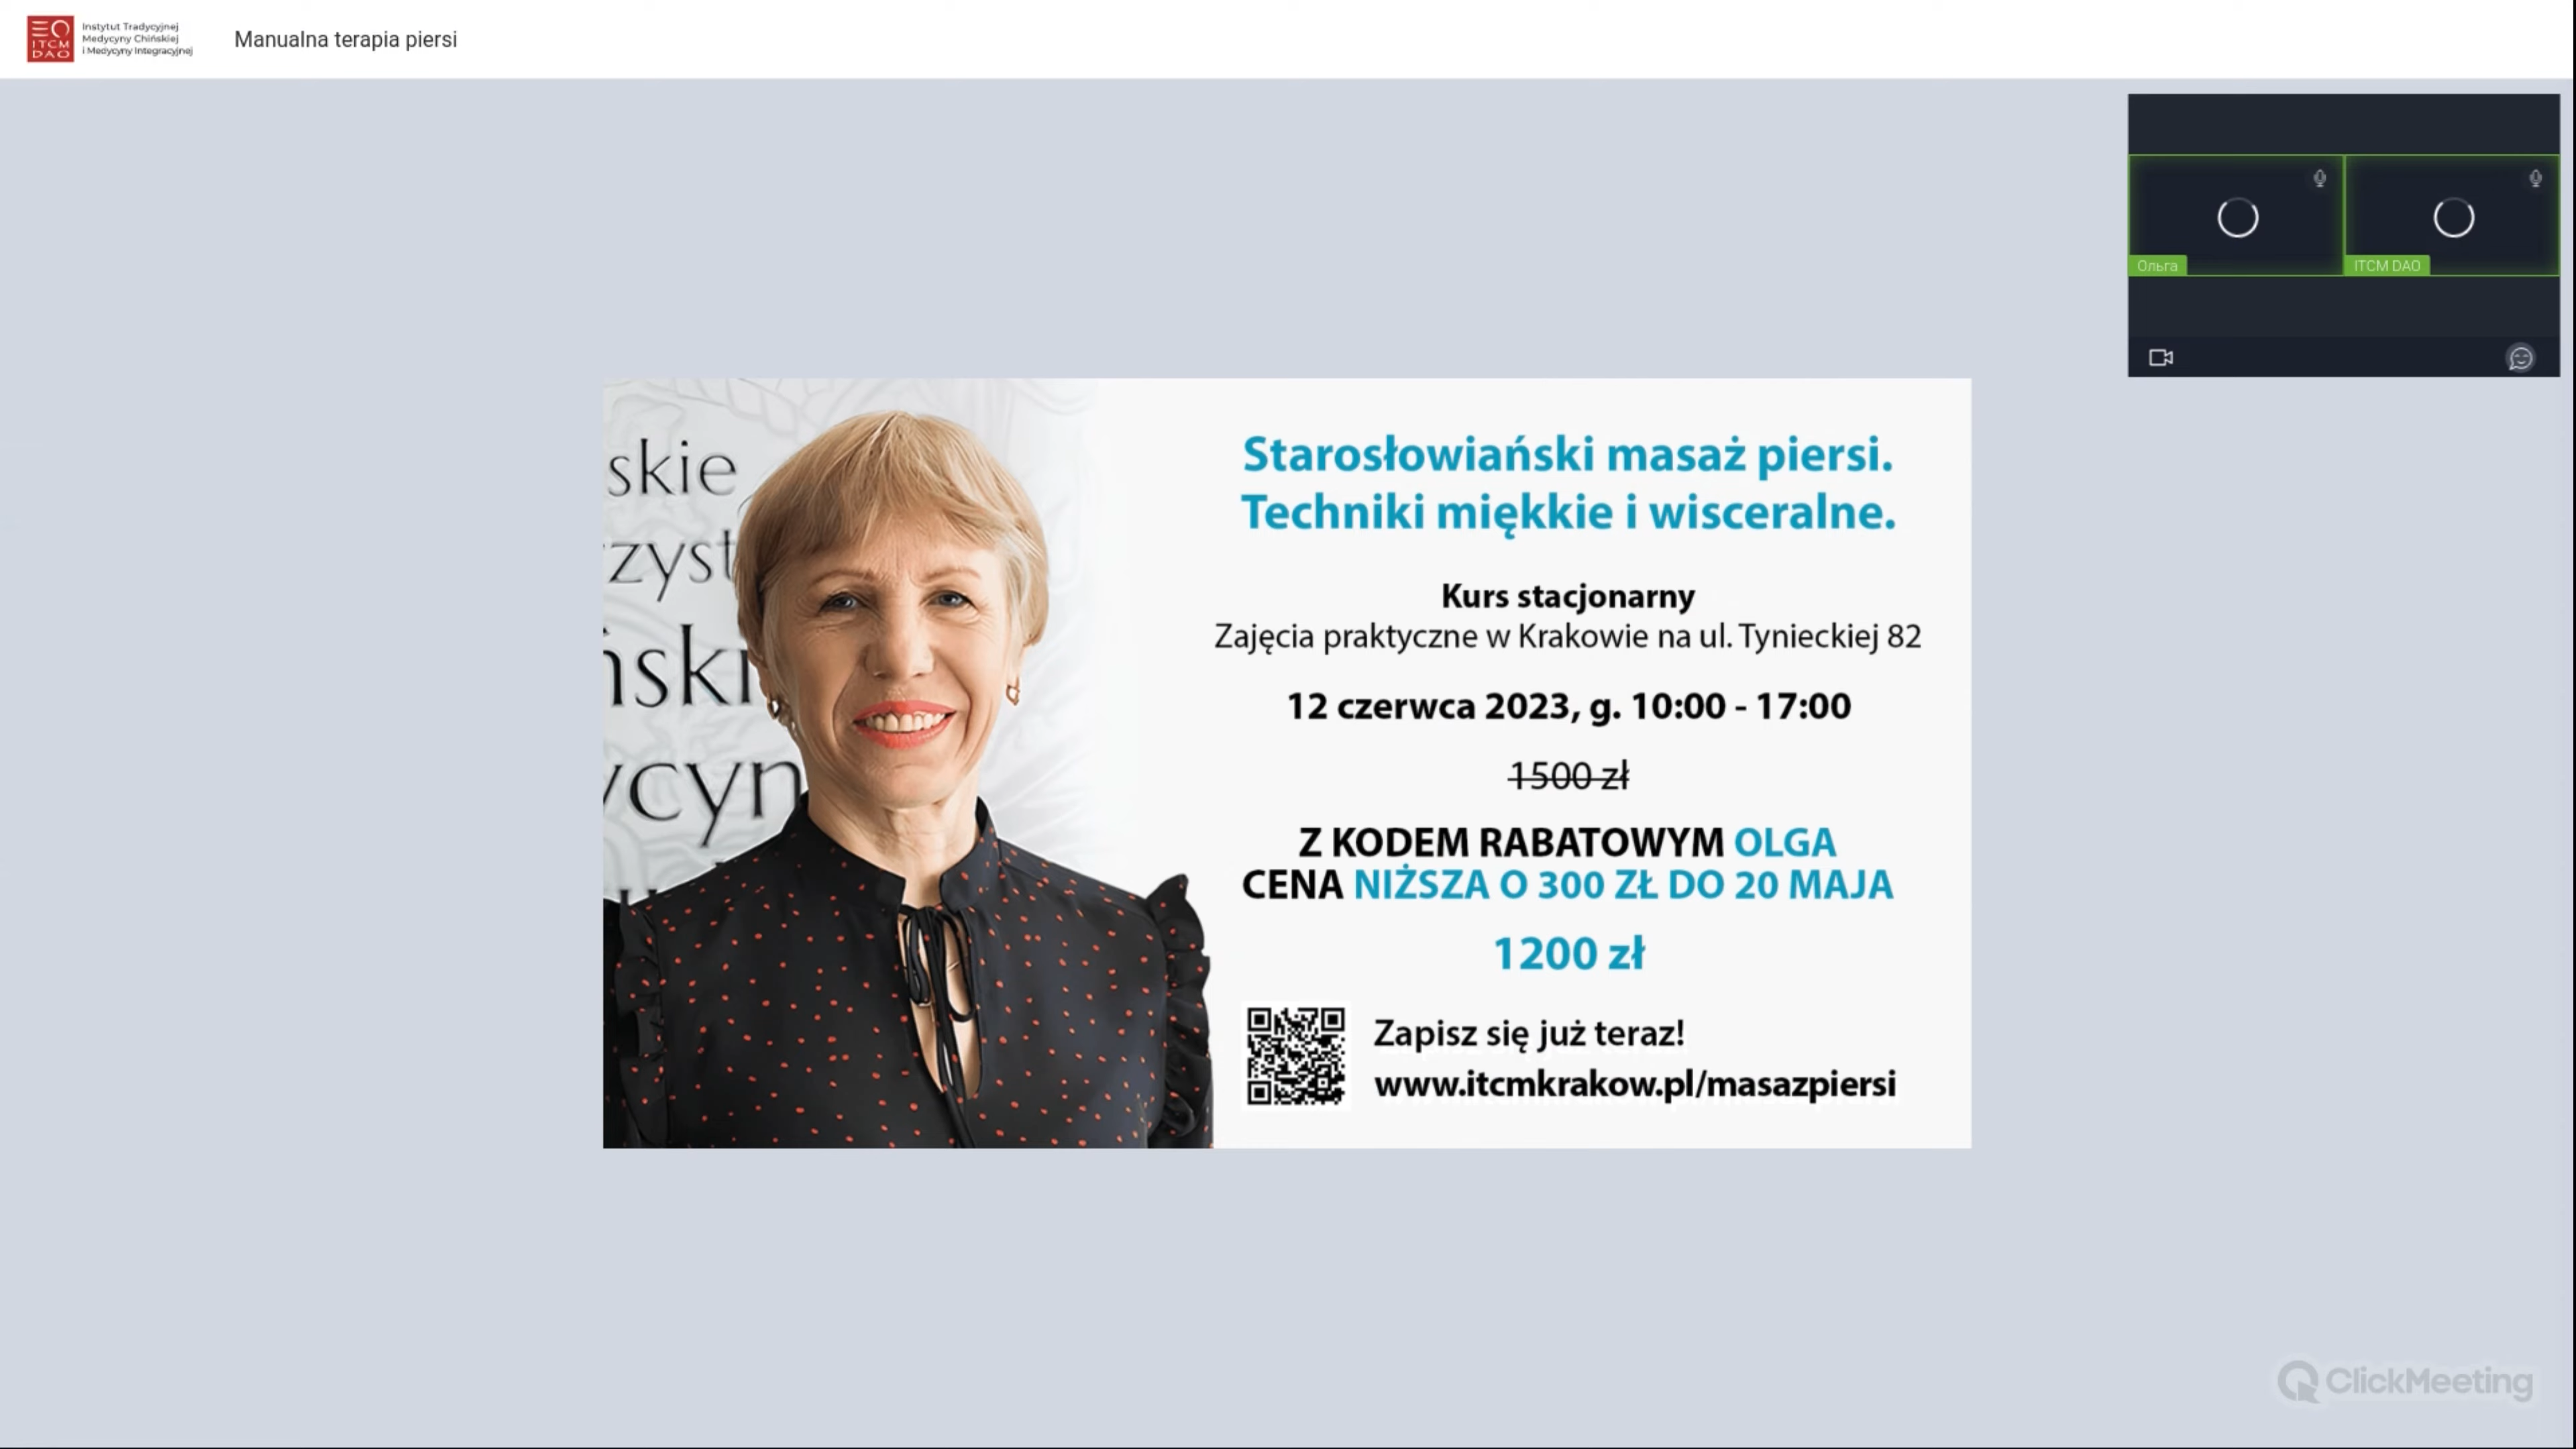 ITCM
DAO
Instytut Tradycyjnej
Medycyny Chińskiej
i Medycyny Integracyjnej
Manualna terapia piersi
Ольга
ITCM DAO
skie
zyst
ński
ycyn
Starosłowiański masaż piersi.
Techniki miękkie i wisceralne.
Kurs stacjonarny
Zajęcia praktyczne w Krakowie na ul. Tynieckiej 82
12 czerwca 2023, g. 10:00 - 17:00
1500 zł
Z KODEM RABATOWYM OLGA
CENA NIŻSZA O 300 ZŁ DO 20 MAJA
1200 zł
Zapisz się już teraz!
www.itcmkrakow.pl/masazpiersi
ClickMeeting